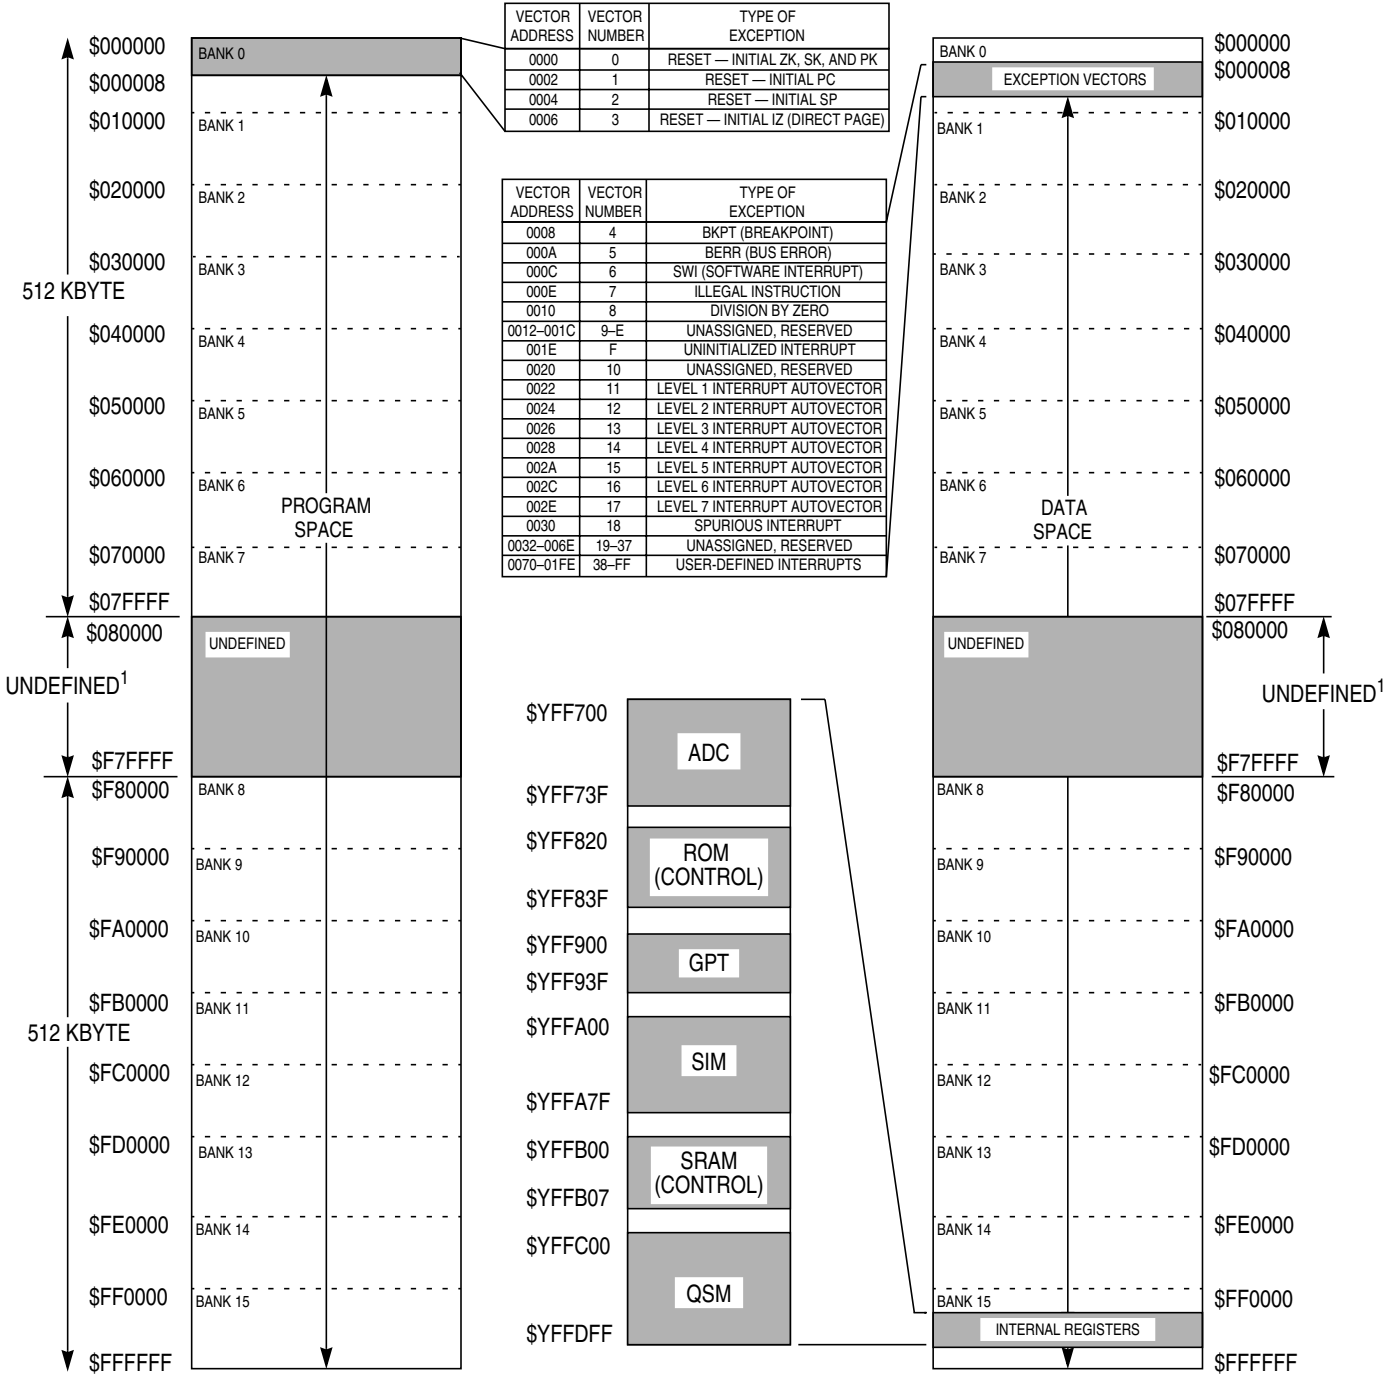 VECTOR ADDRESS VECTOR NUMBER TYPE OF EXCEPTION
0000 0 RESET — INITIAL ZK, SK, AND PK
0002 1 RESET — INITIAL PC
0004 2 RESET — INITIAL SP
0006 3 RESET — INITIAL IZ (DIRECT PAGE)
VECTOR ADDRESS VECTOR NUMBER TYPE OF EXCEPTION
0008 4 BKPT (BREAKPOINT)
000A 5 BERR (BUS ERROR)
000C 6 SWI (SOFTWARE INTERRUPT)
000E 7 ILLEGAL INSTRUCTION
0010 8 DIVISION BY ZERO
0012–001C 9–E UNASSIGNED, RESERVED
001E F UNINITIALIZED INTERRUPT
0020 10 UNASSIGNED, RESERVED
0022 11 LEVEL 1 INTERRUPT AUTOVECTOR
0024 12 LEVEL 2 INTERRUPT AUTOVECTOR
0026 13 LEVEL 3 INTERRUPT AUTOVECTOR
0028 14 LEVEL 4 INTERRUPT AUTOVECTOR
002A 15 LEVEL 5 INTERRUPT AUTOVECTOR
002C 16 LEVEL 6 INTERRUPT AUTOVECTOR
002E 17 LEVEL 7 INTERRUPT AUTOVECTOR
0030 18 SPURIOUS INTERRUPT
0032–006E 19–37 UNASSIGNED, RESERVED
0070–01FE 38–FF USER-DEFINED INTERRUPTS
$000000 BANK 0
$000008
$010000 BANK 1
$020000 BANK 2
$030000 BANK 3
512 KBYTE
$040000 BANK 4
$050000 BANK 5
$060000 BANK 6
PROGRAM
SPACE
$070000 BANK 7
$07FFFF
$080000 UNDEFINED
UNDEFINED1
$F7FFFF
$F80000 BANK 8
$F90000 BANK 9
$FA0000 BANK 10
$FB0000 BANK 11
512 KBYTE
$FC0000 BANK 12
$FD0000 BANK 13
$FE0000 BANK 14
$FF0000 BANK 15
$FFFFFF
$YFF700
ADC
$YFF73F
$YFF820
ROM
(CONTROL)
$YFF83F
$YFF900
GPT
$YFF93F
$YFFA00
SIM
$YFFA7F
$YFFB00
SRAM
(CONTROL)
$YFFB07
$YFFC00
QSM
$YFFDFF
BANK 0 $000000
EXCEPTION VECTORS $000008
BANK 1 $010000
BANK 2 $020000
BANK 3 $030000
BANK 4 $040000
BANK 5 $050000
BANK 6 $060000
DATA
SPACE
BANK 7 $070000
$07FFFF
UNDEFINED $080000
UNDEFINED1
$F7FFFF
BANK 8 $F80000
BANK 9 $F90000
BANK 10 $FA0000
BANK 11 $FB0000
BANK 12 $FC0000
BANK 13 $FD0000
BANK 14 $FE0000
BANK 15 $FF0000
INTERNAL REGISTERS
$FFFFFF